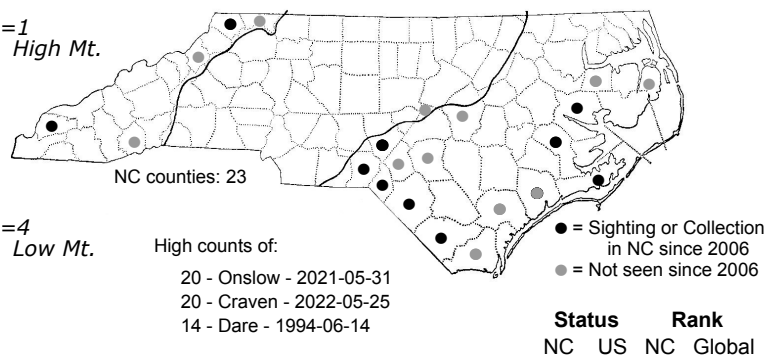 =1
High Mt.
NC counties: 23
=4
Low Mt.
High counts of:
20 - Onslow - 2021-05-31
20 - Craven - 2022-05-25
14 - Dare - 1994-06-14
● = Sighting or Collection
in NC since 2006
● = Not seen since 2006
Status Rank
NC US NC Global